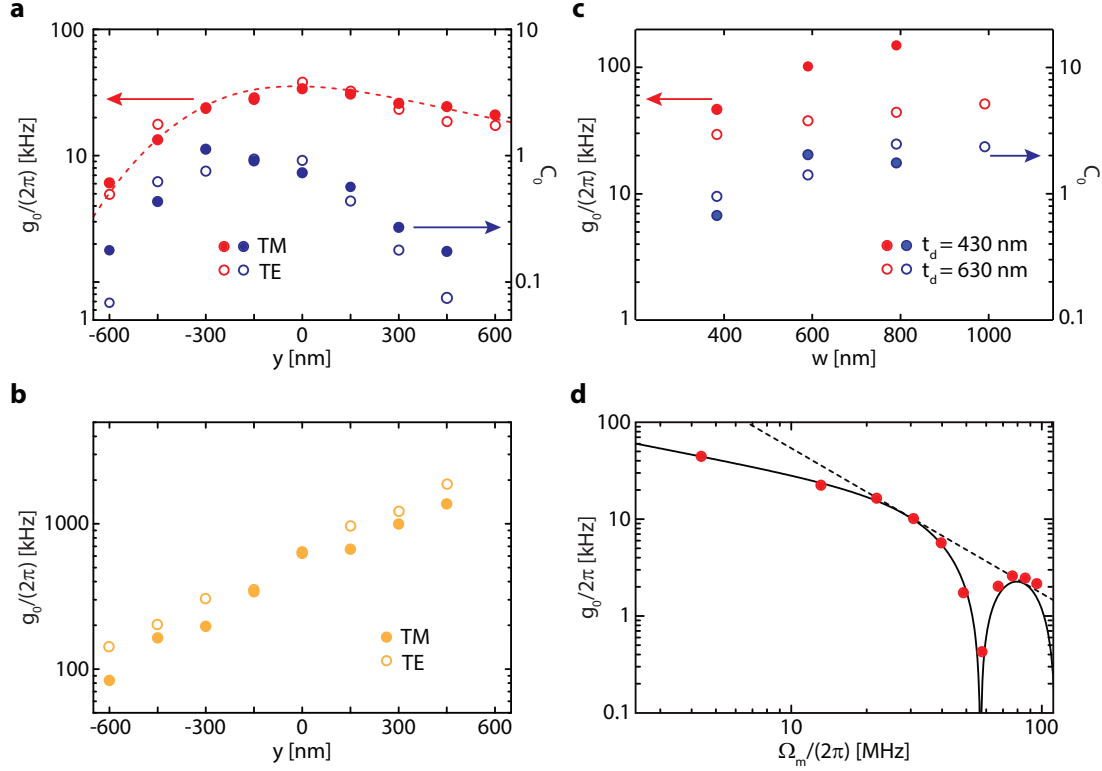 a
100
10
1
g₀/(2π) [kHz]
10
1
0.1
C₀
TM
TE
-600
-300
0
300
600
y [nm]
c
100
10
1
g₀/(2π) [kHz]
10
1
0.1
C₀
t_d = 430 nm
t_d = 630 nm
400
600
800
1000
w [nm]
b
1000
100
g₀/(2π) [kHz]
TM
TE
-600
-300
0
300
600
y [nm]
d
100
10
1
0.1
g₀/2π [kHz]
10
100
Ω_m/(2π) [MHz]